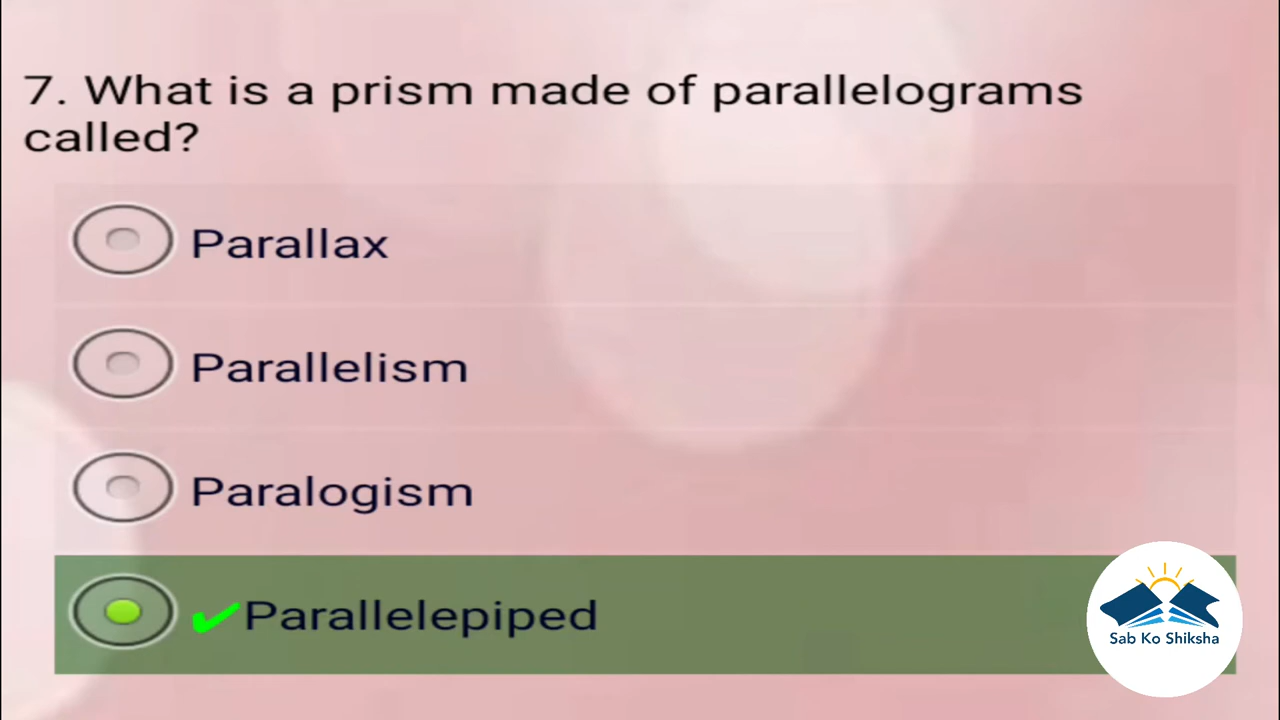 7. What is a prism made of parallelograms
called?
Parallax
Parallelism
Paralogism
Parallelepiped
Sab Ko Shiksha